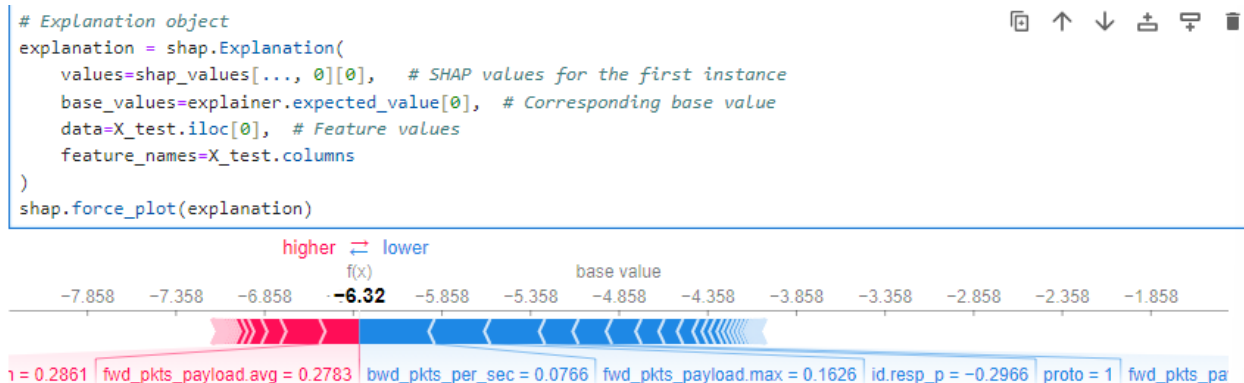 # Explanation object
explanation = shap.Explanation(
    values=shap_values[..., 0][0],   # SHAP values for the first instance
    base_values=explainer.expected_value[0],  # Corresponding base value
    data=X_test.iloc[0],  # Feature values
    feature_names=X_test.columns
)
shap.force_plot(explanation)
higher ⇄ lower
f(x) base value
−7.858 −7.358 −6.858 −6.32 −5.858 −5.358 −4.858 −4.358 −3.858 −3.358 −2.858 −2.358 −1.858
= 0.2861 fwd_pkts_payload.avg = 0.2783 bwd_pkts_per_sec = 0.0766 fwd_pkts_payload.max = 0.1626 id.resp_p = −0.2966 proto = 1 fwd_pkts_pa